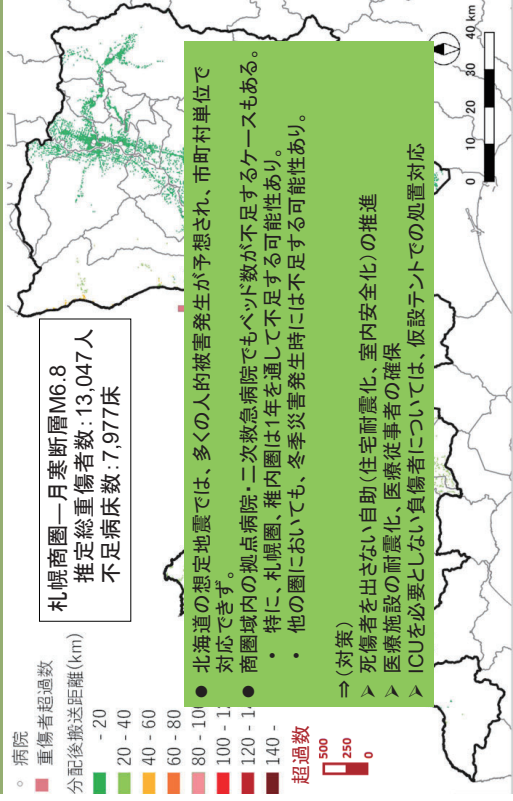 病院
重傷者超過数
分配後搬送距離(km)
- 20
20 - 40
40 - 60
60 - 80
80 - 10
100 - 1
120 - 1
140 -
超過数
500
250
0
札幌商圏―月寒断層M6.8
推定総重傷者数:13,047人
不足病床数:7,977床
● 北海道の想定地震では、多くの人的被害発生が予想され、市町村単位で
対応できず。
● 商圏域内の拠点病院・二次救急病院でもベッド数が不足するケースもある。
• 特に、札幌圏、稚内圏は1年を通して不足する可能性あり。
• 他の圏においても、冬季災害発生時には不足する可能性あり。
⇒(対策)
➢ 死傷者を出さない自助(住宅耐震化、室内安全化)の推進
➢ 医療施設の耐震化、医療従事者の確保
➢ ICUを必要としない負傷者については、仮設テントでの処置対応
0 10 20 30 40 km